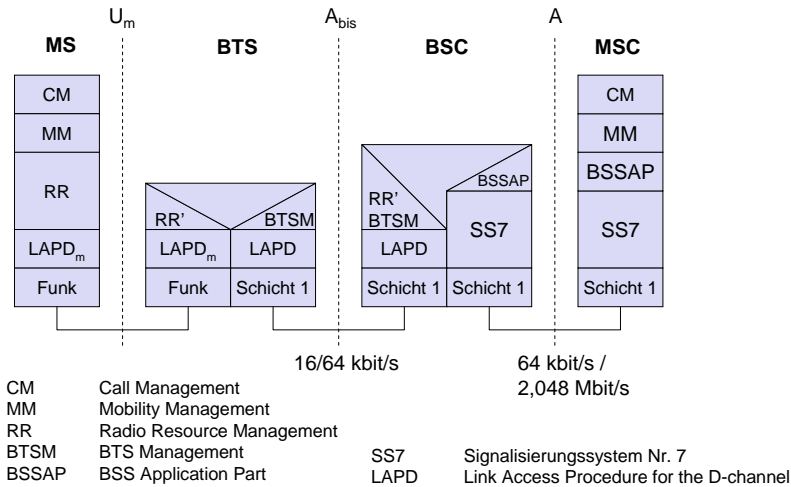 Um Abis A
MS BTS BSC MSC
CM
MM
RR
LAPDm
Funk
RR'
BTSM
LAPDm
LAPD
Funk
Schicht 1
RR'
BTSM
BSSAP
LAPD
SS7
Schicht 1
Schicht 1
CM
MM
BSSAP
SS7
Schicht 1
16/64 kbit/s
64 kbit/s /
2,048 Mbit/s
CM Call Management
MM Mobility Management
RR Radio Resource Management
BTSM BTS Management
BSSAP BSS Application Part
SS7 Signalisierungssystem Nr. 7
LAPD Link Access Procedure for the D-channel